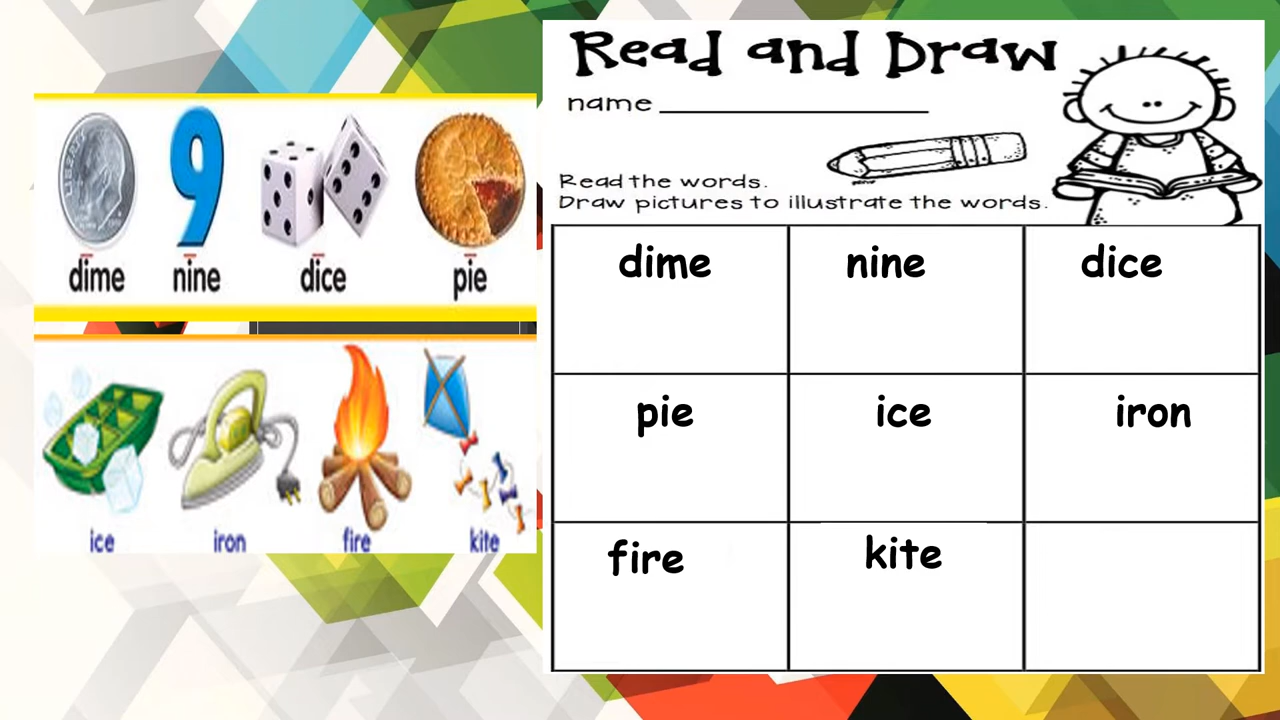 dime nine dice pie
ice iron fire kite
Read and Draw
name
Read the words.
Draw pictures to illustrate the words.
dime nine dice
pie ice iron
fire kite